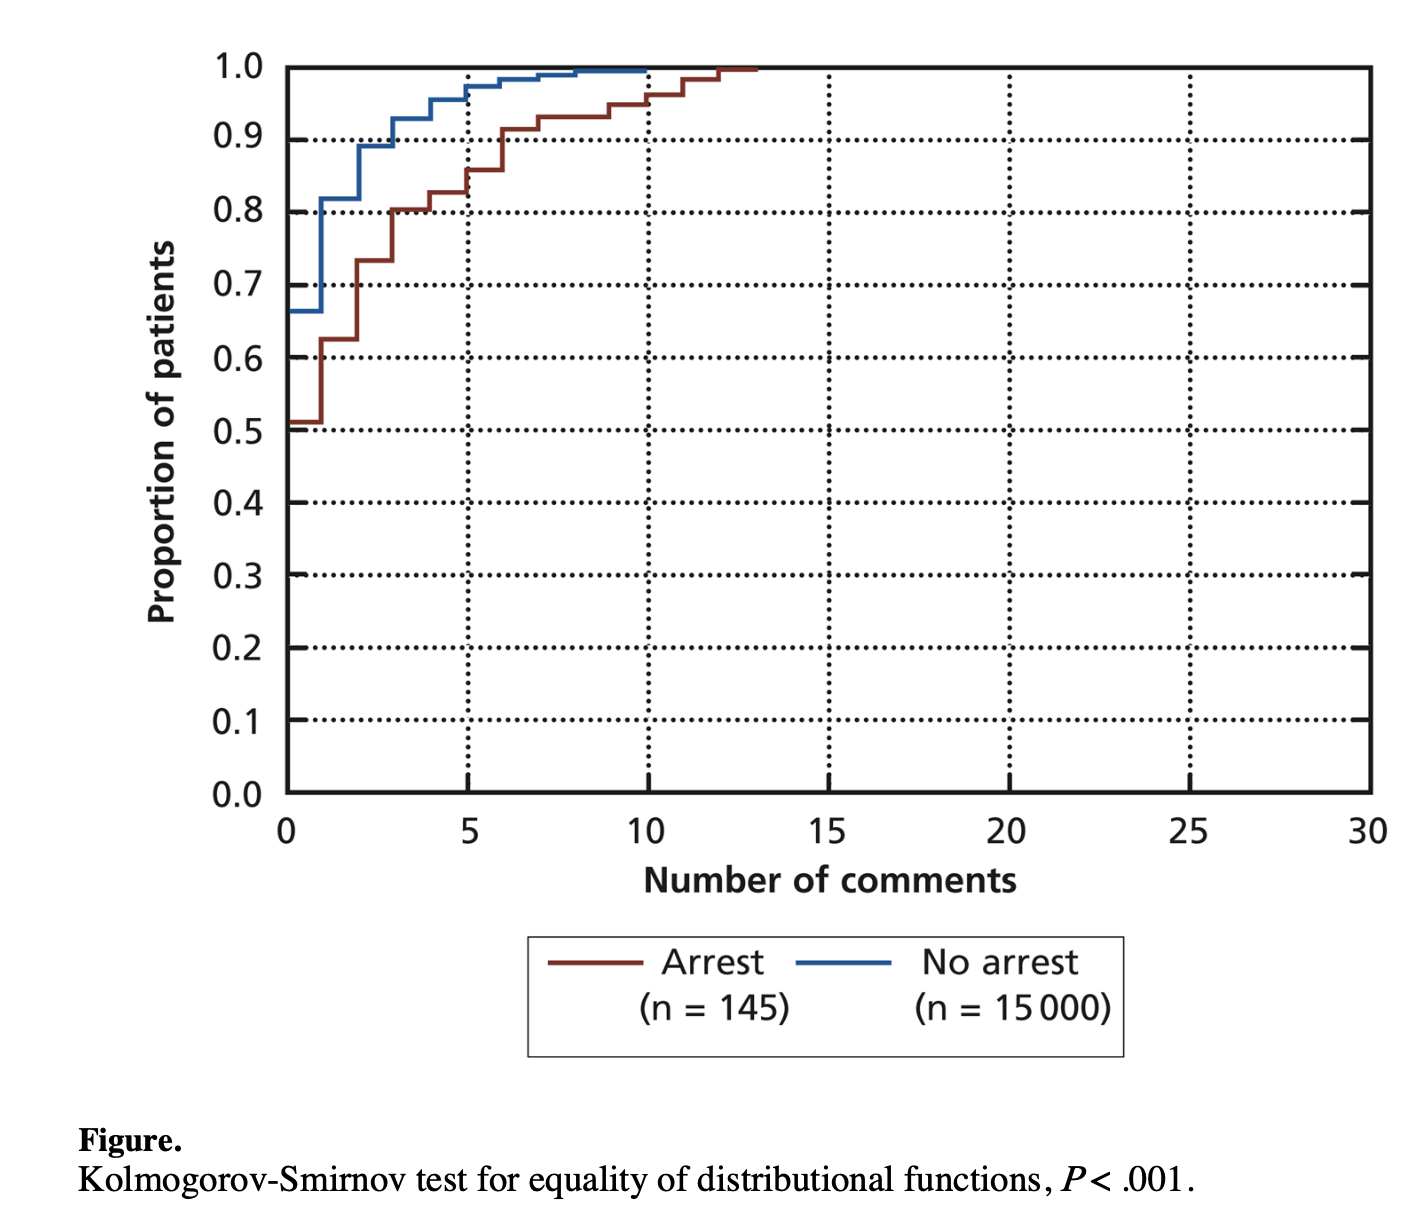 1.0
0.9
0.8
0.7
0.6
0.5
0.4
0.3
0.2
0.1
0.0
Proportion of patients
0 5 10 15 20 25 30
Number of comments
Arrest No arrest
(n = 145) (n = 15 000)
Figure.
Kolmogorov-Smirnov test for equality of distributional functions, P < .001.